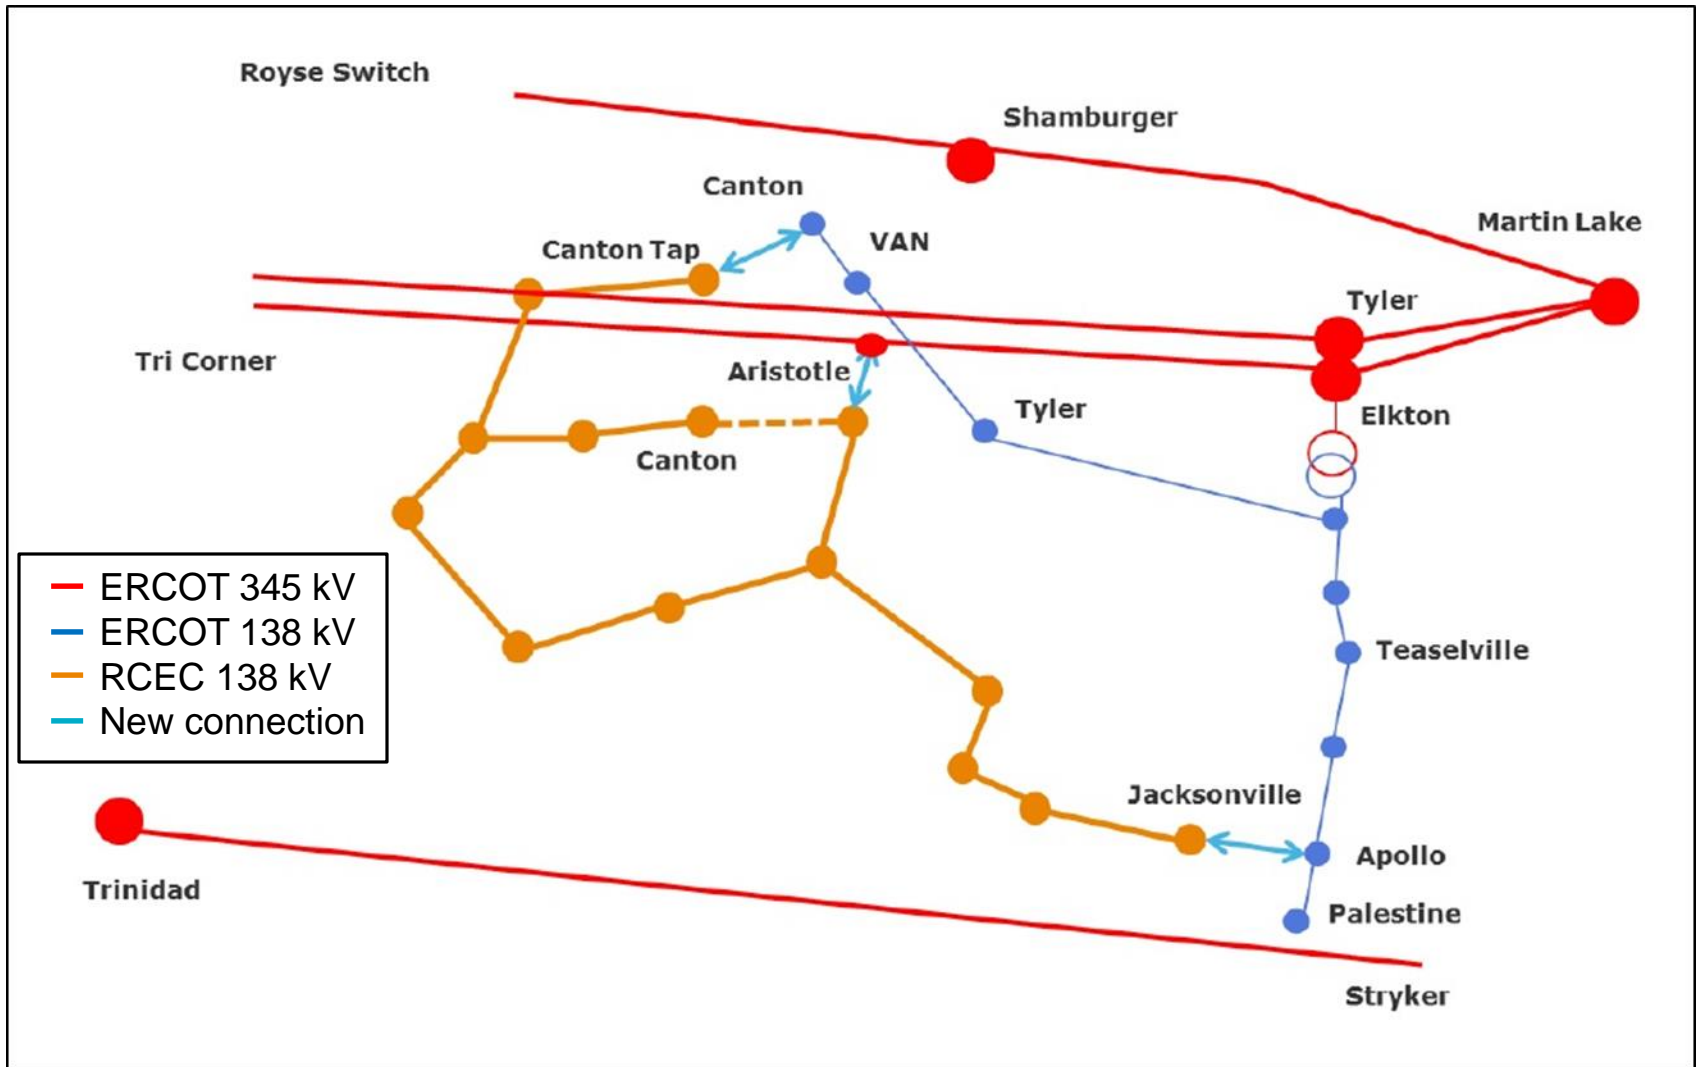 Royse Switch
Shamburger
Canton
Martin Lake
VAN
Canton Tap
Tyler
Tri Corner
Aristotle
Tyler
Elkton
Canton
ERCOT 345 kV
ERCOT 138 kV
RCEC 138 kV
New connection
Teaselville
Jacksonville
Apollo
Trinidad
Palestine
Stryker